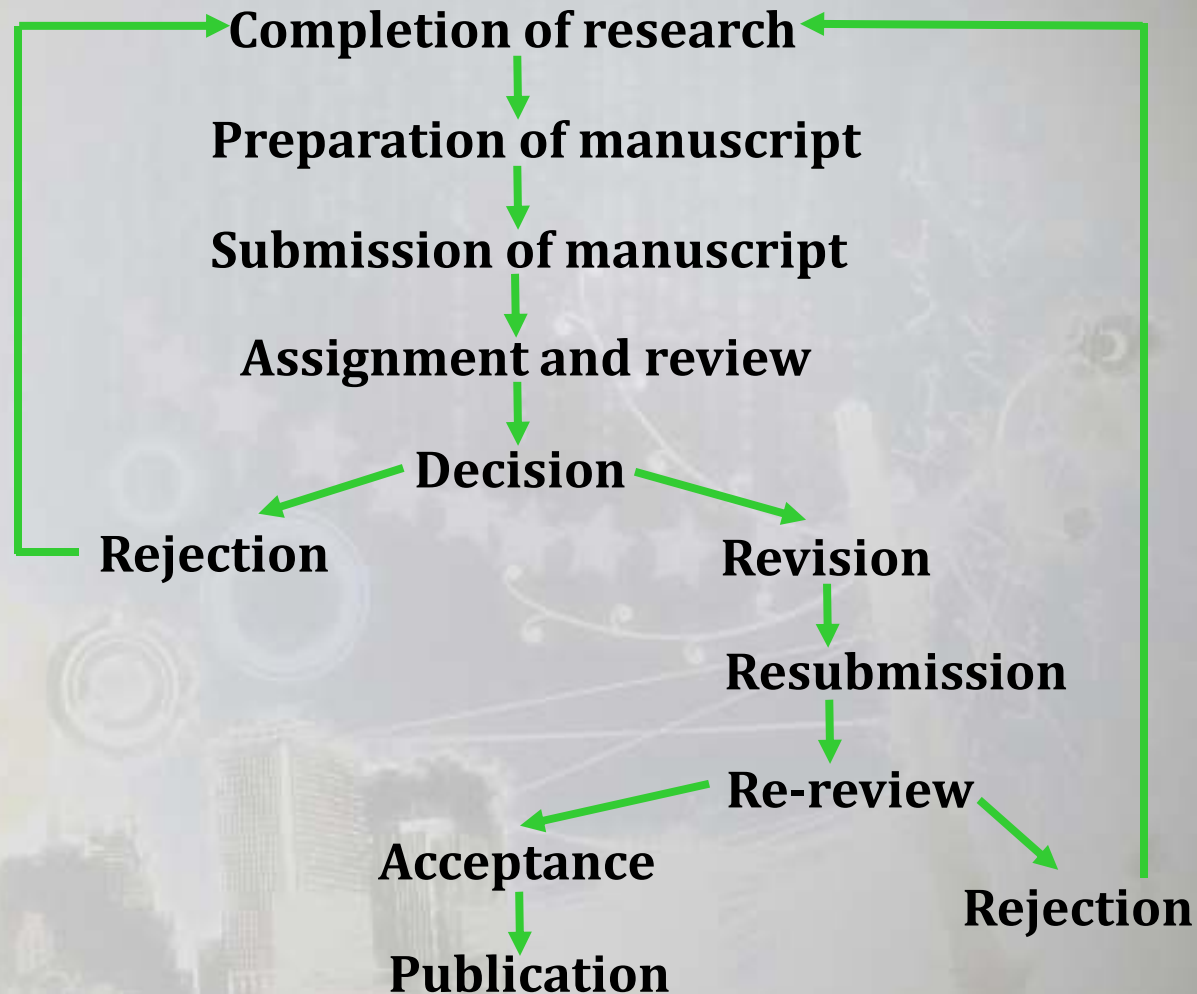 Completion of research
Preparation of manuscript
Submission of manuscript
Assignment and review
Decision
Rejection
Revision
Resubmission
Re-review
Acceptance
Rejection
Publication